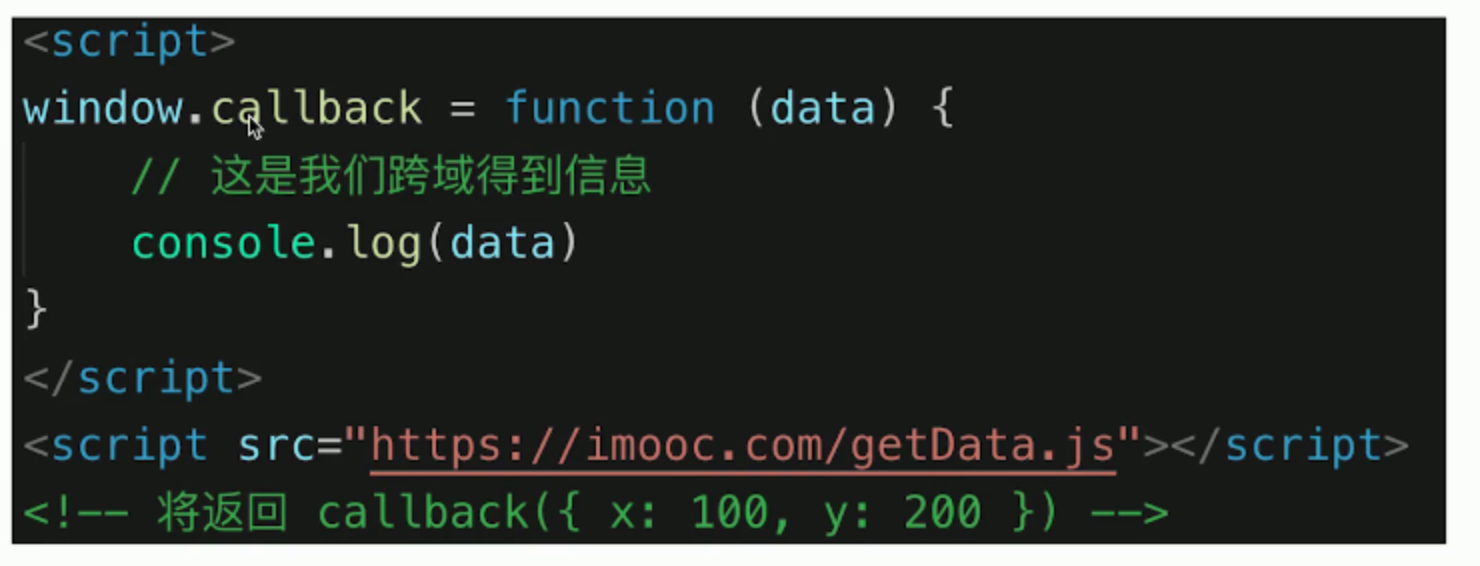 <script>
window.callback = function (data) {
    // 这是我们跨域得到信息
    console.log(data)
}
</script>
<script src="https://imooc.com/getData.js"></script>
<!-- 将返回 callback({ x: 100, y: 200 }) -->